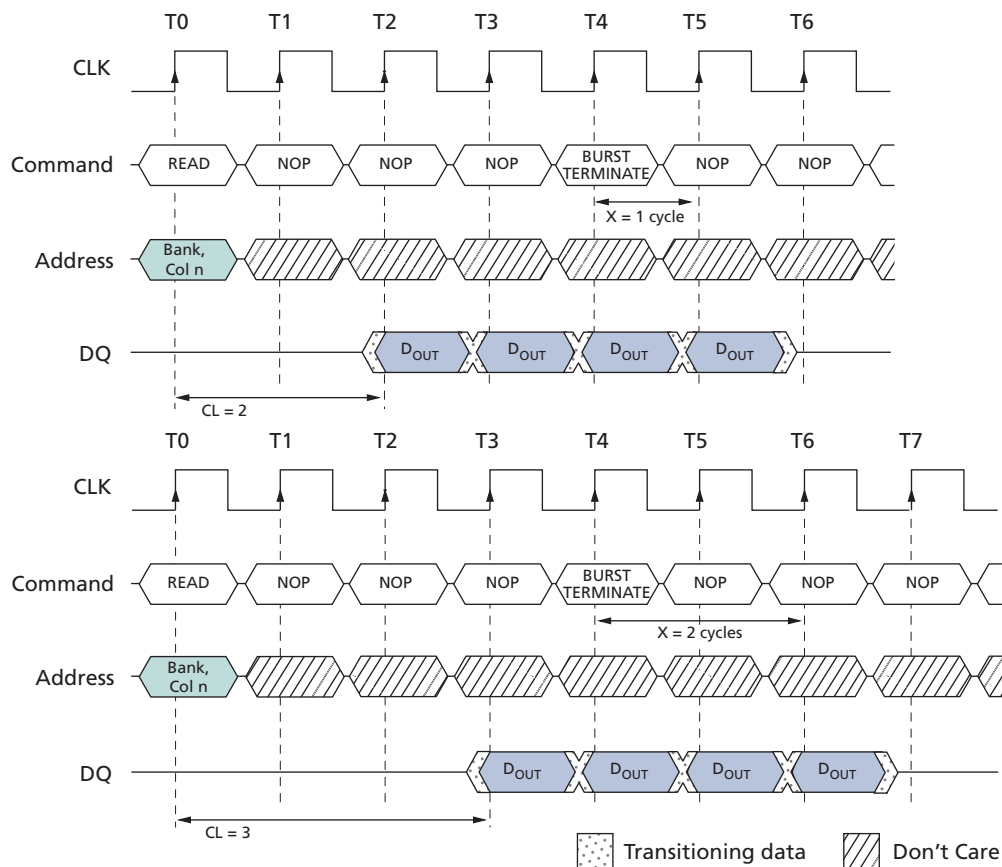 T0 T1 T2 T3 T4 T5 T6
CLK
Command READ NOP NOP NOP BURST TERMINATE NOP NOP
X = 1 cycle
Address Bank, Col n
DQ DOUT DOUT DOUT DOUT
CL = 2
T0 T1 T2 T3 T4 T5 T6 T7
CLK
Command READ NOP NOP NOP BURST TERMINATE NOP NOP NOP
X = 2 cycles
Address Bank, Col n
DQ DOUT DOUT DOUT DOUT
CL = 3
Transitioning data Don't Care